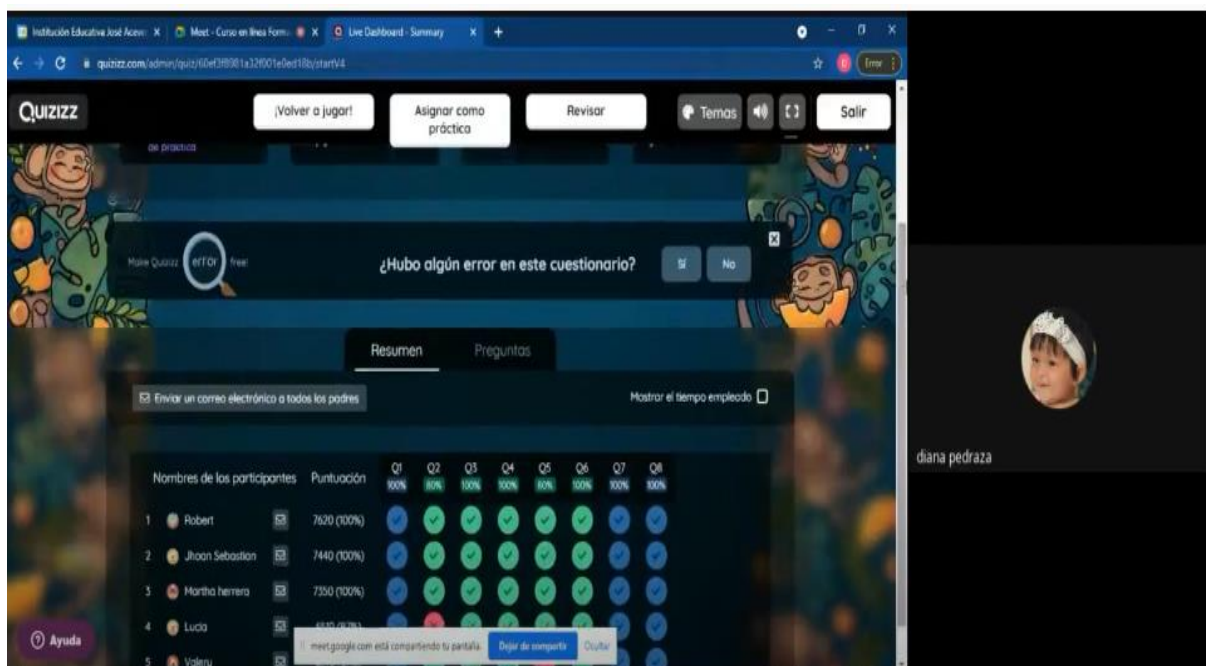 Institución Educativa José Aceve
Meet - Curso en línea Form
Live Dashboard - Summary
quizizz.com/admin/quiz/60ef3f8981a32f001e0ed18b/startV4
Error
QUIZIZZ
¡Volver a jugar!
Asignar como
práctica
Revisar
Temas
Salir
de práctica
Make Quizizz error free!
¿Hubo algún error en este cuestionario?
Sí
No
Resumen
Preguntas
Enviar un correo electrónico a todos los padres
Mostrar el tiempo empleado
Nombres de los participantes Puntuación Q1 Q2 Q3 Q4 Q5 Q6 Q7 Q8
100% 80% 100% 100% 80% 100% 100% 100%
1 Robert 7620 (100%)
2 Jhoan Sebastian 7440 (100%)
3 Martha herrera 7350 (100%)
4 Lucia
5 Valery
meet.google.com está compartiendo tu pantalla. Dejar de compartir Ocultar
Ayuda
diana pedraza